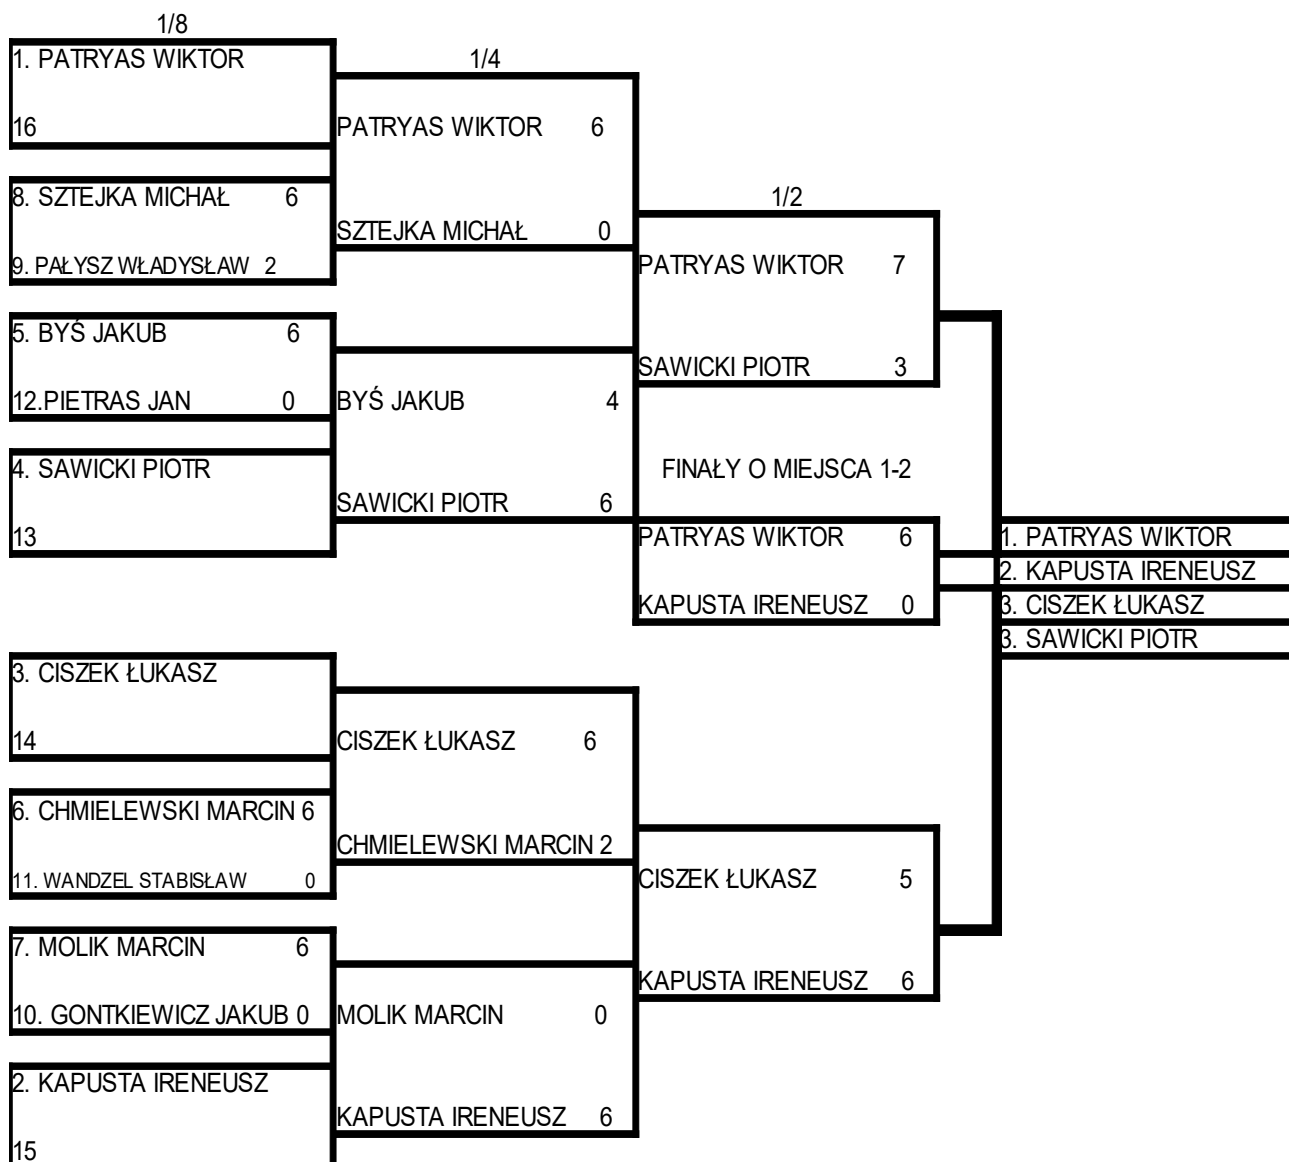 1/8
1. PATRYAS WIKTOR
16
8. SZTEJKA MICHAŁ 6
9. PAŁYSZ WŁADYSŁAW 2
5. BYŚ JAKUB 6
12.PIETRAS JAN 0
4. SAWICKI PIOTR
13
3. CISZEK ŁUKASZ
14
6. CHMIELEWSKI MARCIN 6
11. WANDZEL STABISŁAW 0
7. MOLIK MARCIN 6
10. GONTKIEWICZ JAKUB 0
2. KAPUSTA IRENEUSZ
15
1/4
PATRYAS WIKTOR 6
SZTEJKA MICHAŁ 0
BYŚ JAKUB 4
SAWICKI PIOTR 6
CISZEK ŁUKASZ 6
CHMIELEWSKI MARCIN 2
MOLIK MARCIN 0
KAPUSTA IRENEUSZ 6
1/2
PATRYAS WIKTOR 7
SAWICKI PIOTR 3
FINAŁY O MIEJSCA 1-2
PATRYAS WIKTOR 6
KAPUSTA IRENEUSZ 0
CISZEK ŁUKASZ 5
KAPUSTA IRENEUSZ 6
1. PATRYAS WIKTOR
2. KAPUSTA IRENEUSZ
3. CISZEK ŁUKASZ
3. SAWICKI PIOTR